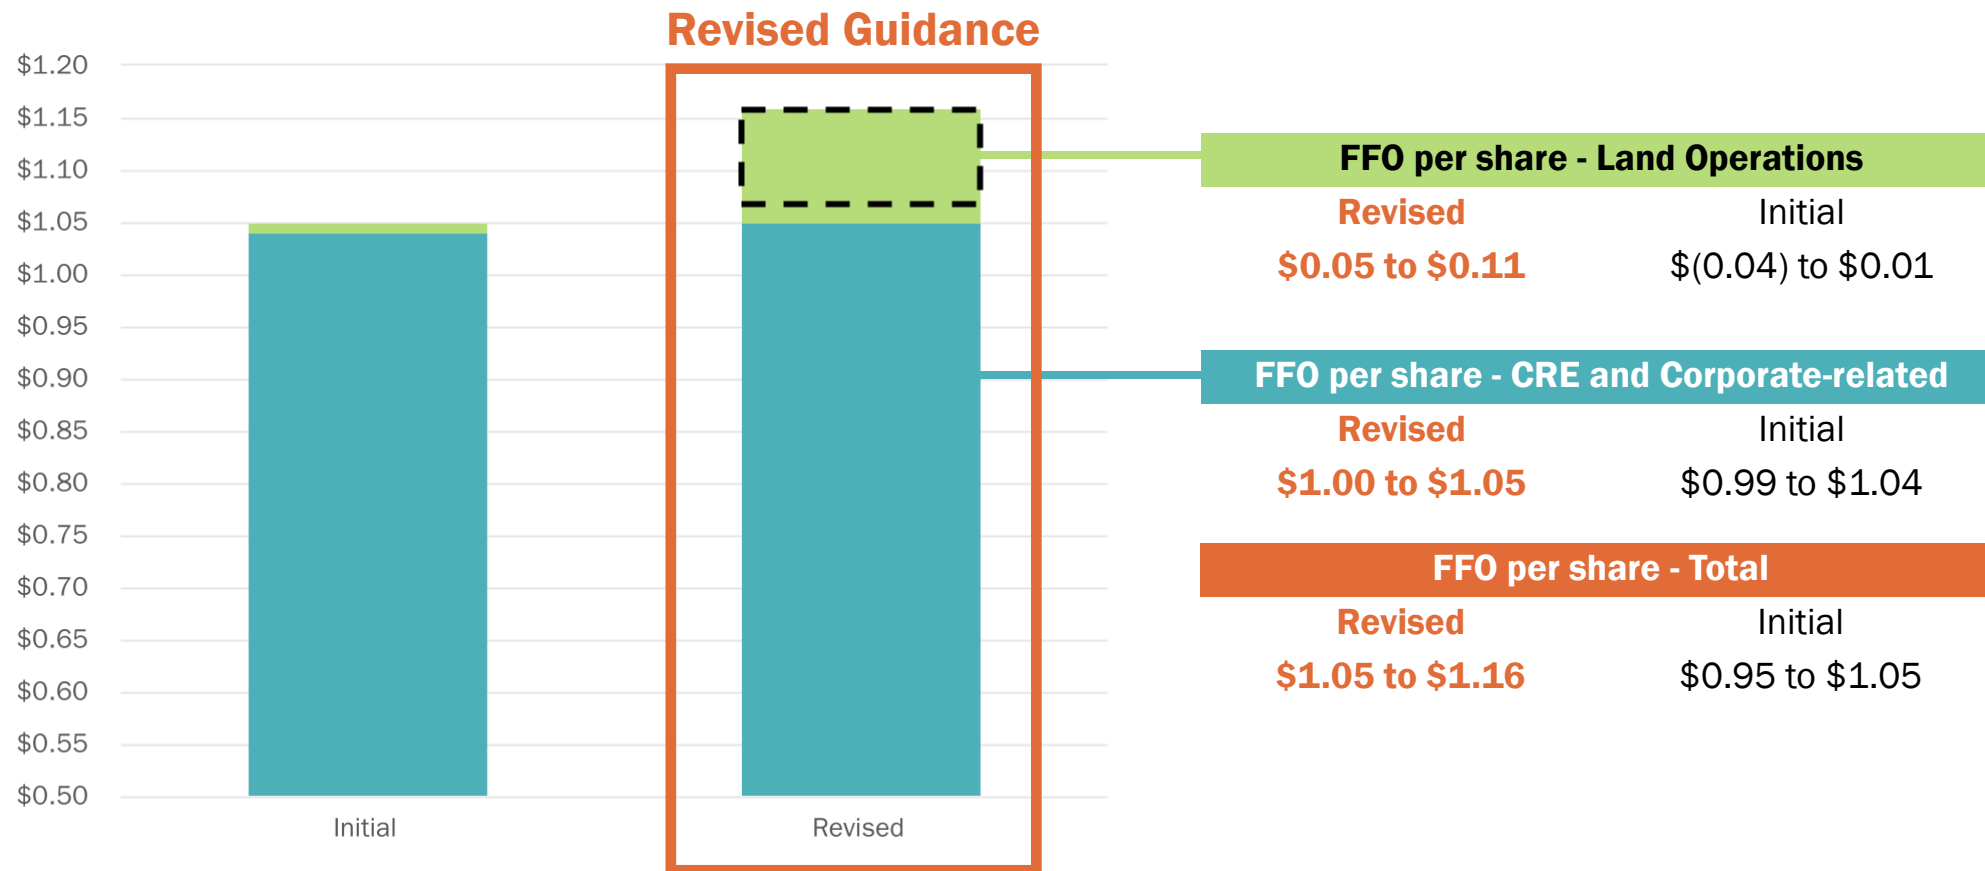 Revised Guidance
$1.20
$1.15
$1.10
$1.05
$1.00
$0.95
$0.90
$0.85
$0.80
$0.75
$0.70
$0.65
$0.60
$0.55
$0.50
Initial
Revised
FFO per share - Land Operations
Revised Initial
$0.05 to $0.11 $(0.04) to $0.01
FFO per share - CRE and Corporate-related
Revised Initial
$1.00 to $1.05 $0.99 to $1.04
FFO per share - Total
Revised Initial
$1.05 to $1.16 $0.95 to $1.05